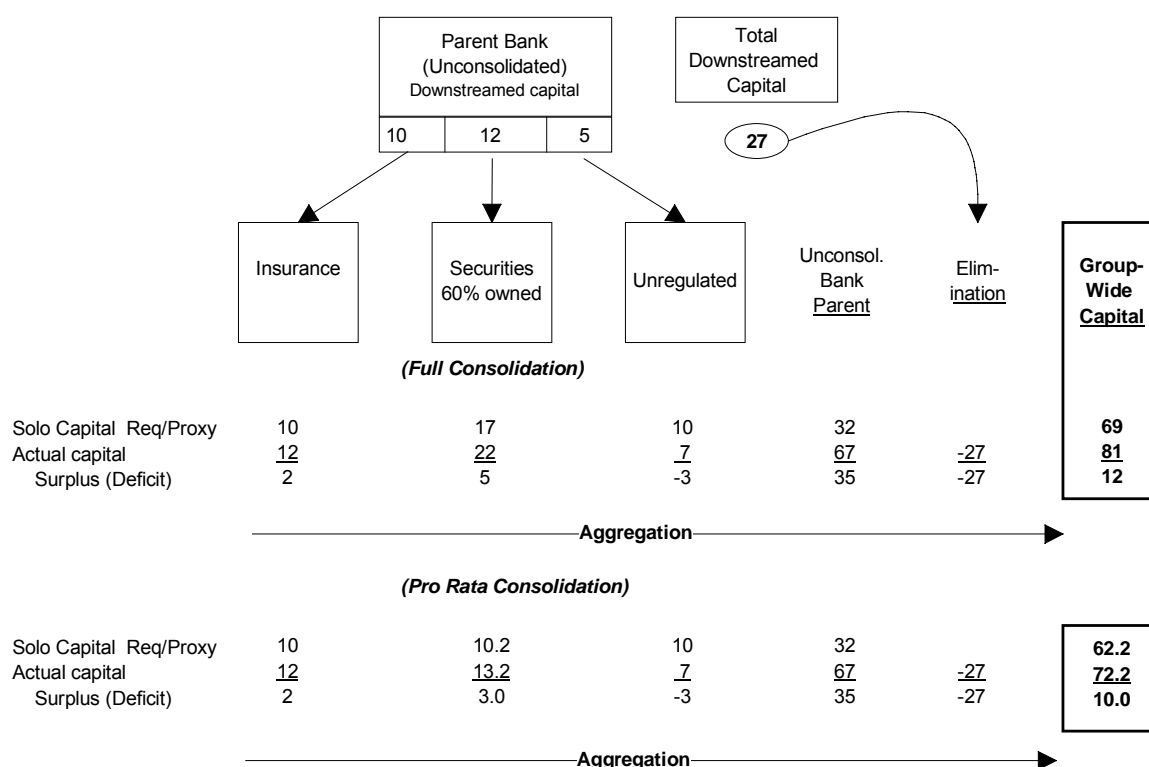 Parent Bank
(Unconsolidated)
Downstreamed capital
10 12 5
Total
Downstreamed
Capital
27
Insurance
Securities
60% owned
Unregulated
Unconsol.
Bank
Parent
Elim-
ination
Group-
Wide
Capital
(Full Consolidation)
Solo Capital Req/Proxy 10 17 10 32 69
Actual capital 12 22 7 67 -27 81
Surplus (Deficit) 2 5 -3 35 -27 12
Aggregation
(Pro Rata Consolidation)
Solo Capital Req/Proxy 10 10.2 10 32 62.2
Actual capital 12 13.2 7 67 -27 72.2
Surplus (Deficit) 2 3.0 -3 35 -27 10.0
Aggregation